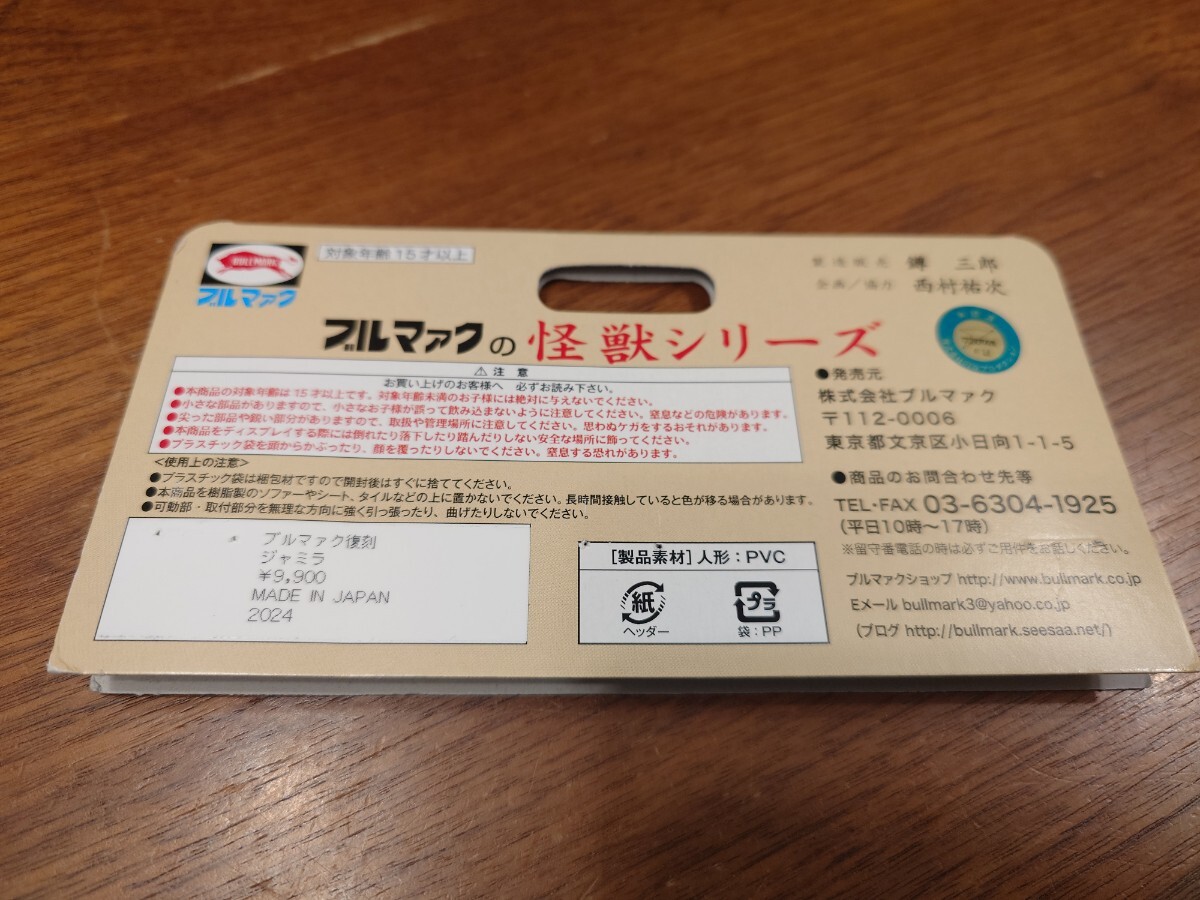 BULLMARK
ブルマァク
対象年齢15才以上
製造原元 鐏 三郎
企画/協力 西村祐次
ブルマァクの怪獣シリーズ
⚠注 意
お買い上げのお客様へ 必ずお読み下さい。
●本商品の対象年齢は15才以上です。対象年齢未満のお子様には絶対に与えないでください。
●小さな部品がありますので、小さなお子様が誤って飲み込まないように注意してください。窒息などの危険があります。
●尖った部品や鋭い部分がありますので、取扱や管理場所に注意してください。思わぬケガをするおそれがあります。
●本商品をディスプレイする際には倒れたり落下したり踏んだりしない安全な場所に飾ってください。
●プラスチック袋を頭からかぶったり、顔を覆ったりしないでください。窒息する恐れがあります。
<使用上の注意>
●プラスチック袋は梱包材ですので開封後はすぐに捨ててください。
●本商品を樹脂製のソファーやシート、タイルなどの上に置かないでください。長時間接触していると色が移る場合があります。
●可動部・取付部分を無理な方向に強く引っ張ったり、曲げたりしないでください。
ブルマァク復刻
ジャミラ
¥9,900
MADE IN JAPAN
2024
[製品素材]人形:PVC
紙
ヘッダー
プラ
袋:PP
●発売元
株式会社ブルマァク
〒112-0006
東京都文京区小日向1-1-5
●商品のお問合わせ先等
TEL・FAX 03-6304-1925
(平日10時〜17時)
※留守番電話の時は必ずご用件をお話しください。
ブルマァクショップ http://www.bullmark.co.jp
Eメール bullmark3@yahoo.co.jp
(ブログ http://bullmark.seesaa.net/)